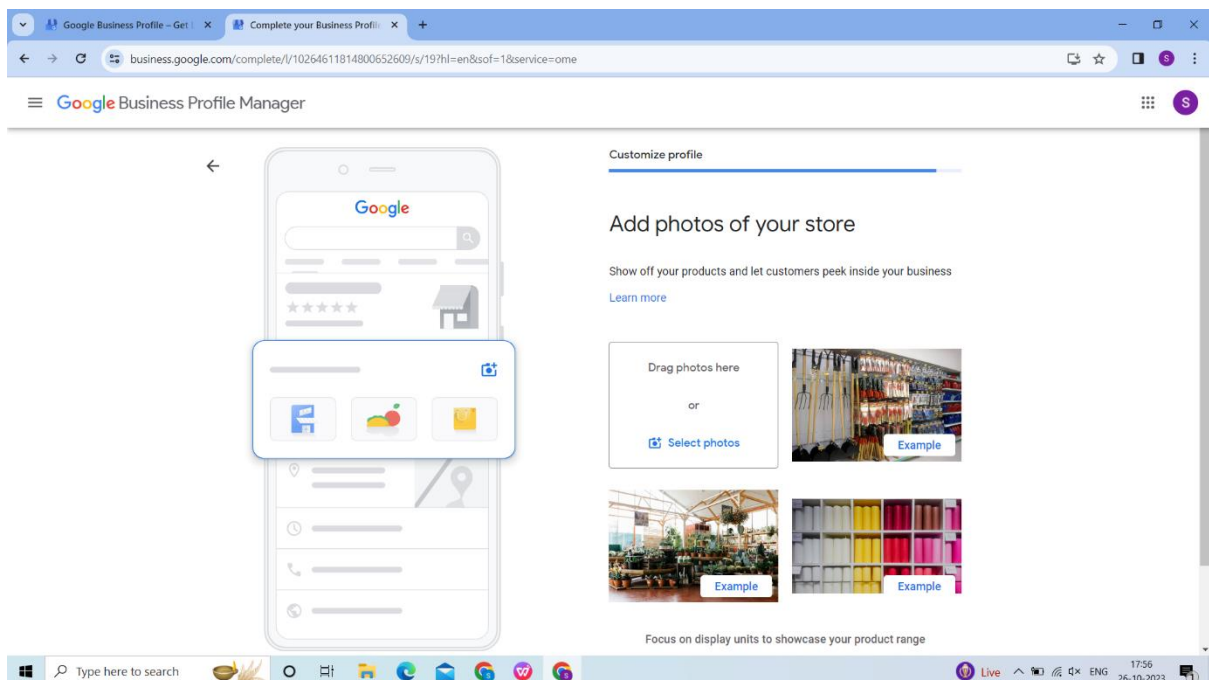 Google Business Profile – Get
Complete your Business Profil
business.google.com/complete/l/10264611814800652609/s/19?hl=en&sof=1&service=ome
S
Google Business Profile Manager
S
Customize profile
Google
Add photos of your store
Show off your products and let customers peek inside your business
Learn more
Drag photos here
or
Select photos
Example
Example
Example
Focus on display units to showcase your product range
Type here to search
Live
ENG
17:56
26-10-2023